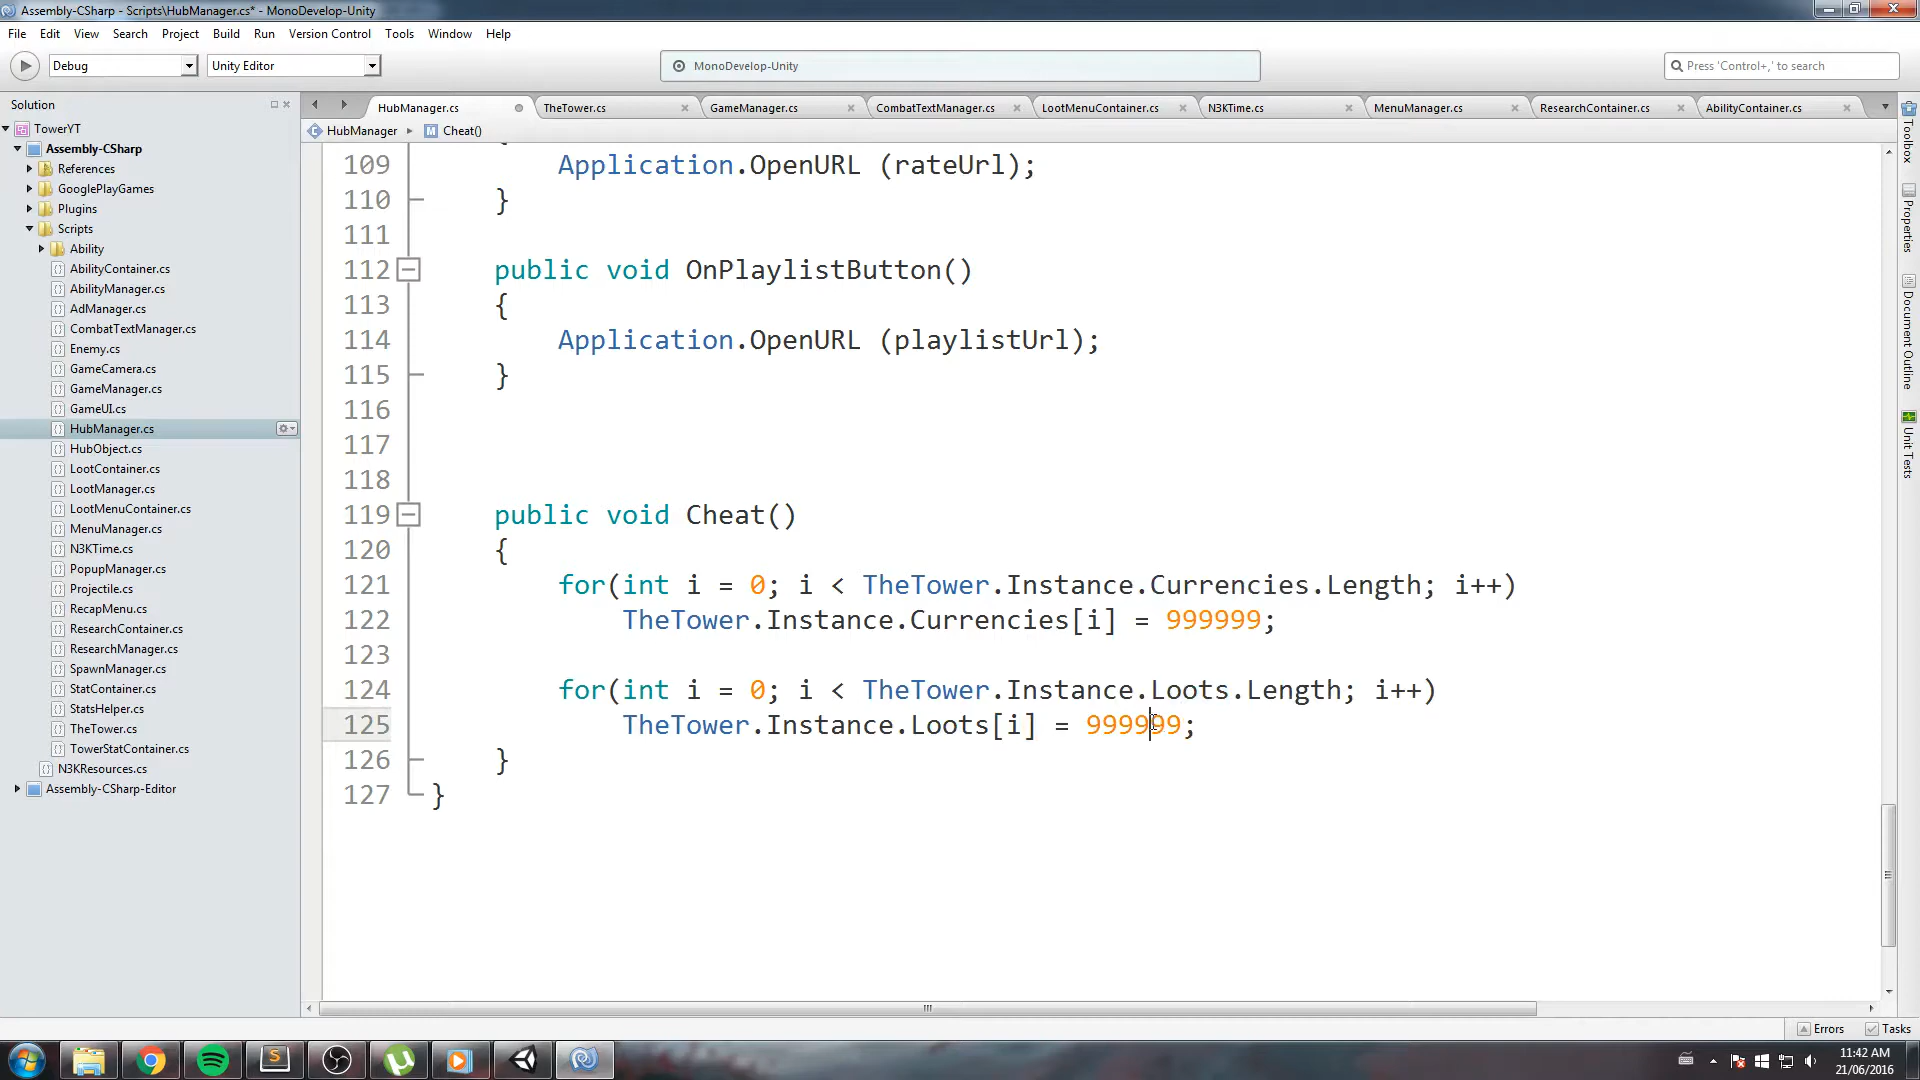 Assembly-CSharp - Scripts\HubManager.cs* - MonoDevelop-Unity
File Edit View Search Project Build Run Version Control Tools Window Help
Debug Unity Editor MonoDevelop-Unity Press 'Control+,' to search
Solution
TowerYT
Assembly-CSharp
References
GooglePlayGames
Plugins
Scripts
Ability
AbilityContainer.cs
AbilityManager.cs
AdManager.cs
CombatTextManager.cs
Enemy.cs
GameCamera.cs
GameManager.cs
GameUI.cs
HubManager.cs
HubObject.cs
LootContainer.cs
LootManager.cs
LootMenuContainer.cs
MenuManager.cs
N3KTime.cs
PopupManager.cs
Projectile.cs
RecapMenu.cs
ResearchContainer.cs
ResearchManager.cs
SpawnManager.cs
StatContainer.cs
StatsHelper.cs
TheTower.cs
TowerStatContainer.cs
N3KResources.cs
Assembly-CSharp-Editor
HubManager.cs TheTower.cs GameManager.cs CombatTextManager.cs LootMenuContainer.cs N3KTime.cs MenuManager.cs ResearchContainer.cs AbilityContainer.cs
HubManager Cheat()
109 Application.OpenURL (rateUrl);
110 }
111
112 public void OnPlaylistButton()
113 {
114 Application.OpenURL (playlistUrl);
115 }
116
117
118
119 public void Cheat()
120 {
121 for(int i = 0; i < TheTower.Instance.Currencies.Length; i++)
122 TheTower.Instance.Currencies[i] = 999999;
123
124 for(int i = 0; i < TheTower.Instance.Loots.Length; i++)
125 TheTower.Instance.Loots[i] = 999999;
126 }
127 }
Toolbox
Properties
Document Outline
Unit Tests
Errors Tasks
11:42 AM
21/06/2016